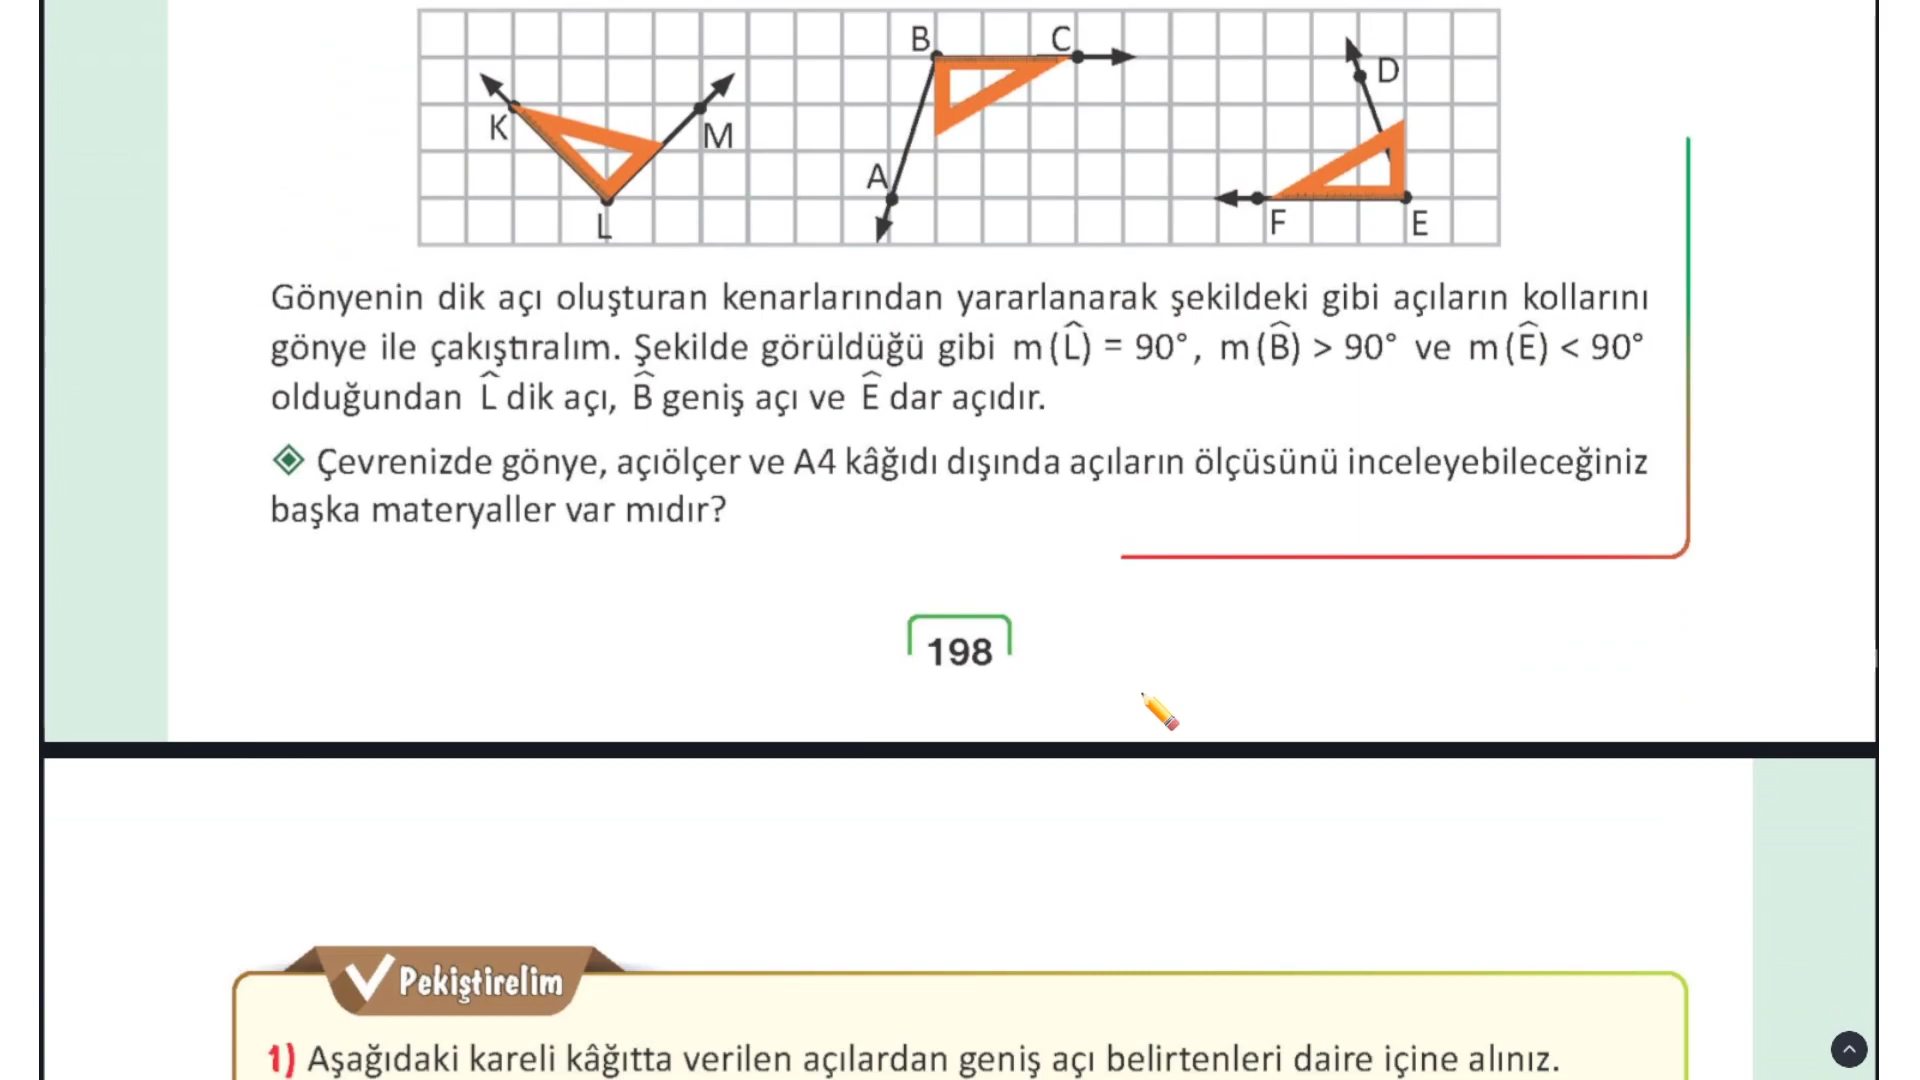 B C D
K M
A
L F E
Gönyenin dik açı oluşturan kenarlarından yararlanarak şekildeki gibi açıların kollarını
gönye ile çakıştıralım. Şekilde görüldüğü gibi m(L̂) = 90°, m(B̂) > 90° ve m(Ê) < 90°
olduğundan L̂ dik açı, B̂ geniş açı ve Ê dar açıdır.
Çevrenizde gönye, açıölçer ve A4 kâğıdı dışında açıların ölçüsünü inceleyebileceğiniz
başka materyaller var mıdır?
198
Pekiştirelim
1) Aşağıdaki kareli kâğıtta verilen açılardan geniş açı belirtenleri daire içine alınız.